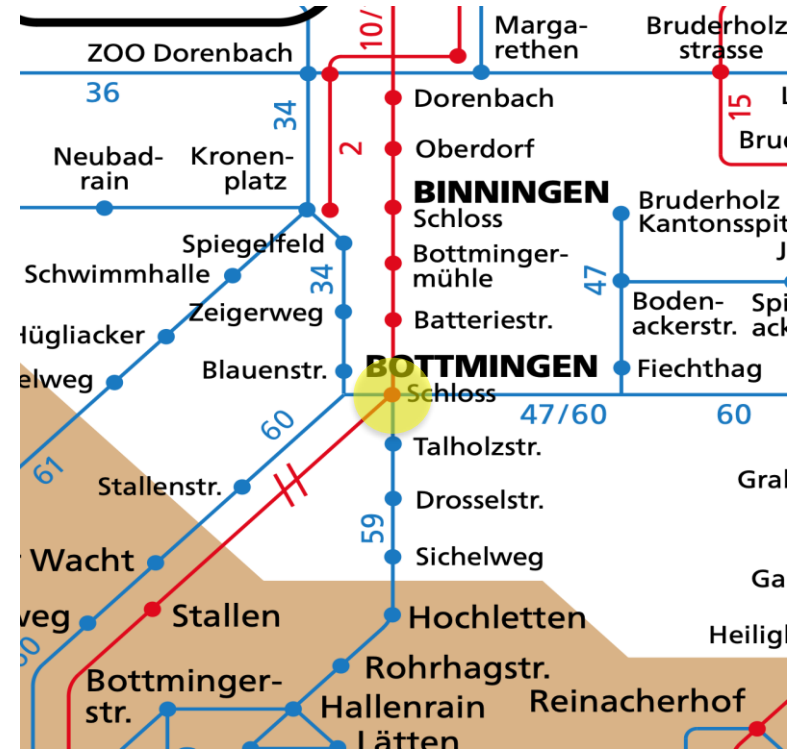 10/
Marga-
rethen
Bruderholz
strasse
ZOO Dorenbach
36
34
2
Dorenbach
15
Oberdorf
Neubad-
rain
Kronen-
platz
BINNINGEN
Schloss
Bruderholz
Spiegelfeld
Bottminger-
mühle
Schwimmhalle
34
47
Zeigerweg
Batteriestr.
Boden-
ackerstr.
Blauenstr.
BOTTMINGEN
Schloss
Fiechthag
47/60
60
60
Talholzstr.
61
Stallenstr.
Drosselstr.
59
Wacht
Sichelweg
Stallen
Hochletten
Rohrhagstr.
Bottminger-
str.
Hallenrain
Reinacherhof
Lätten